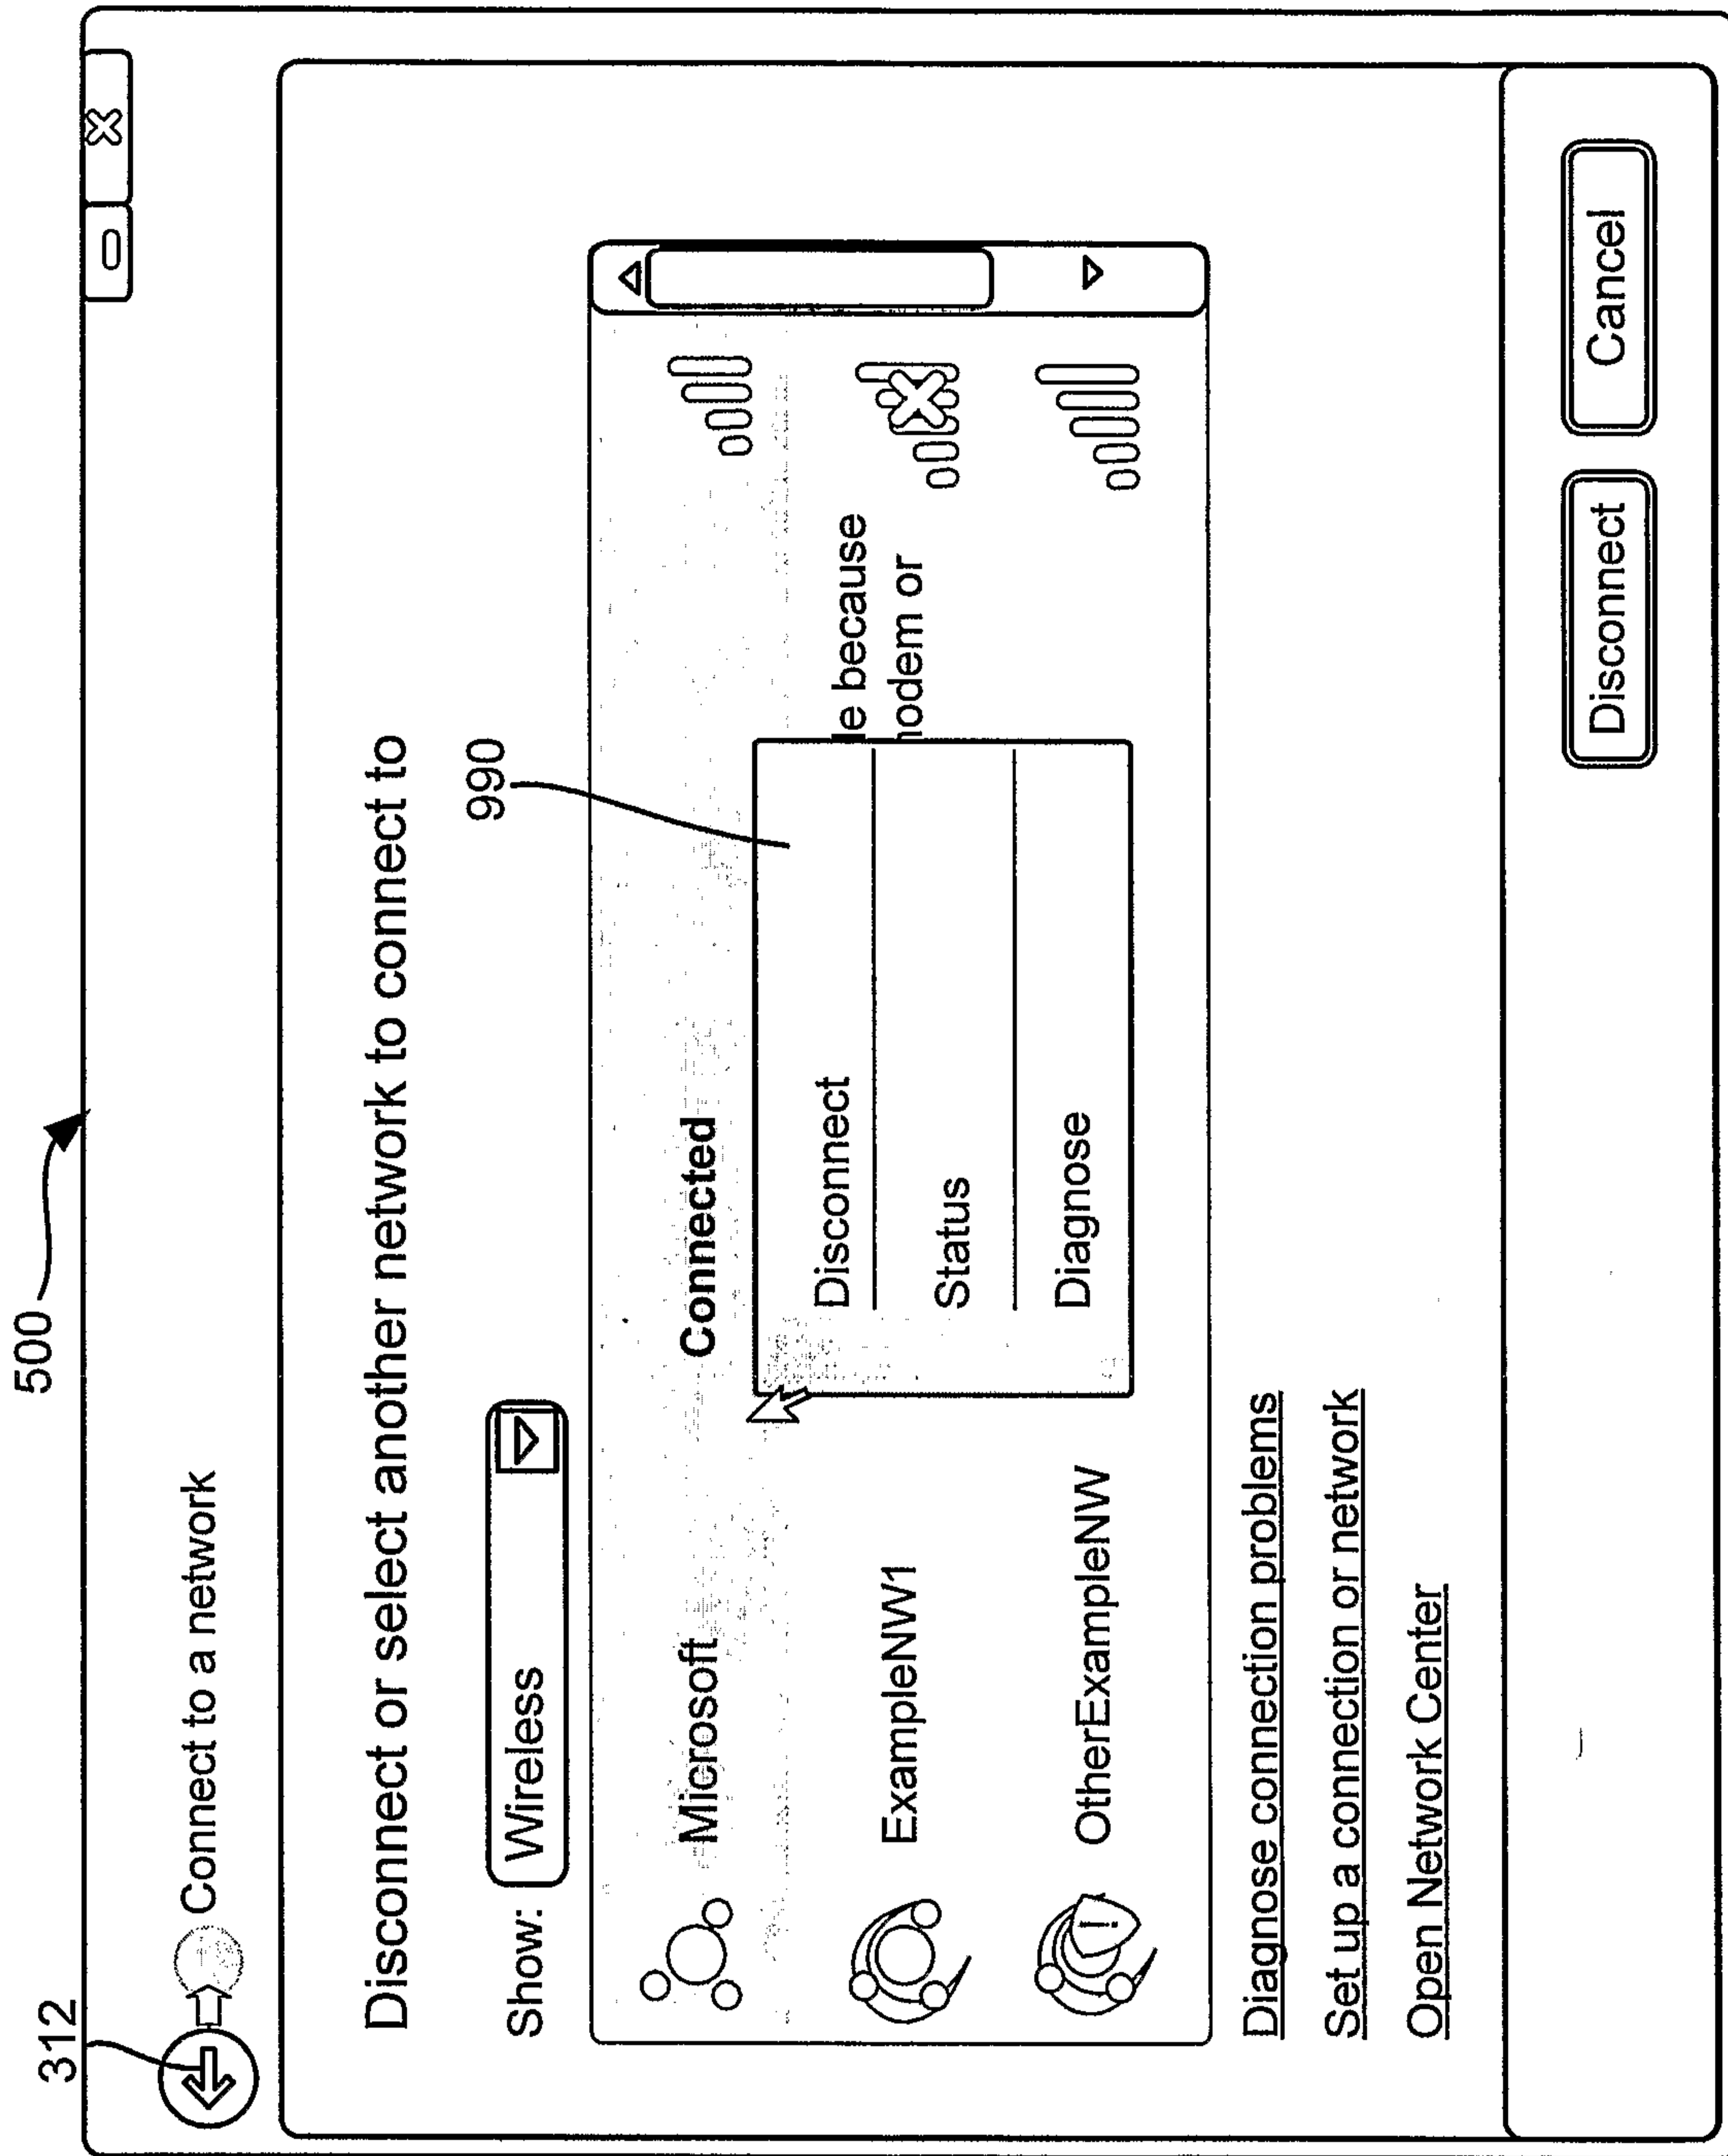 500
312
Connect to a network
Disconnect or select another network to connect to
Show: Wireless
990
Microsoft Connected
Disconnect
ExampleNW1 le because
odem or
Status
OtherExampleNW Diagnose
Diagnose connection problems
Set up a connection or network
Open Network Center
Disconnect Cancel